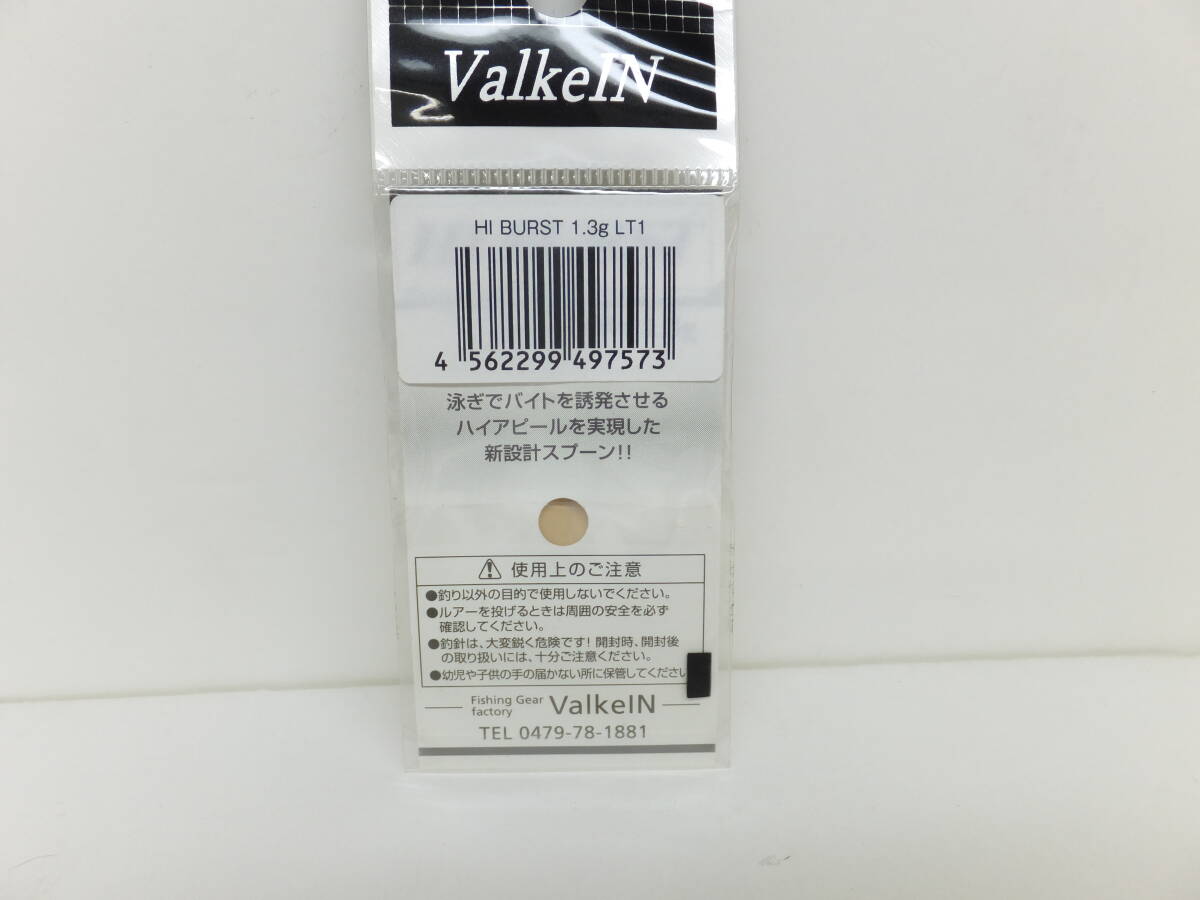 ValkeIN
HI BURST 1.3g LT1
4 562299 497573
泳ぎでバイトを誘発させる
ハイアピールを実現した
新設計スプーン!!
使用上のご注意
●釣り以外の目的で使用しないでください。
●ルアーを投げるときは周囲の安全を必ず
確認してください。
●釣針は、大変鋭く危険です! 開封時、開封後
の取り扱いには、十分ご注意ください。
●幼児や子供の手の届かない所に保管してください
Fishing Gear
factory ValkeIN
TEL 0479-78-1881